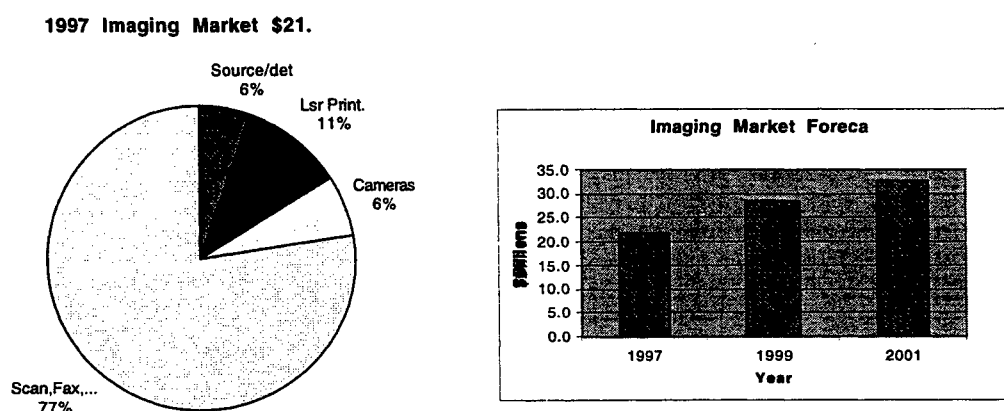 1997 Imaging Market $21.
Source/det
6%
Lsr Print.
11%
Cameras
6%
Scan,Fax,...
77%
Imaging Market Foreca
$Billions
35.0
30.0
25.0
20.0
15.0
10.0
5.0
0.0
1997
1999
2001
Year